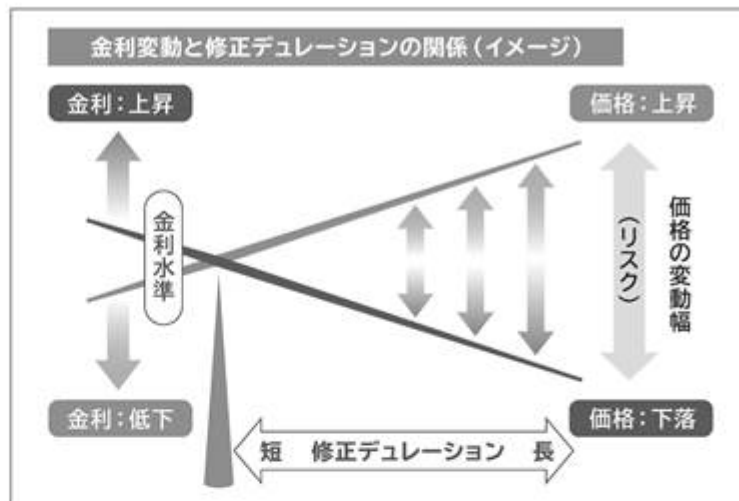 金利変動と修正デュレーションの関係（イメージ）
金利：上昇
価格：上昇
金利水準
価格の変動幅
（リスク）
金利：低下
価格：下落
短 修正デュレーション 長